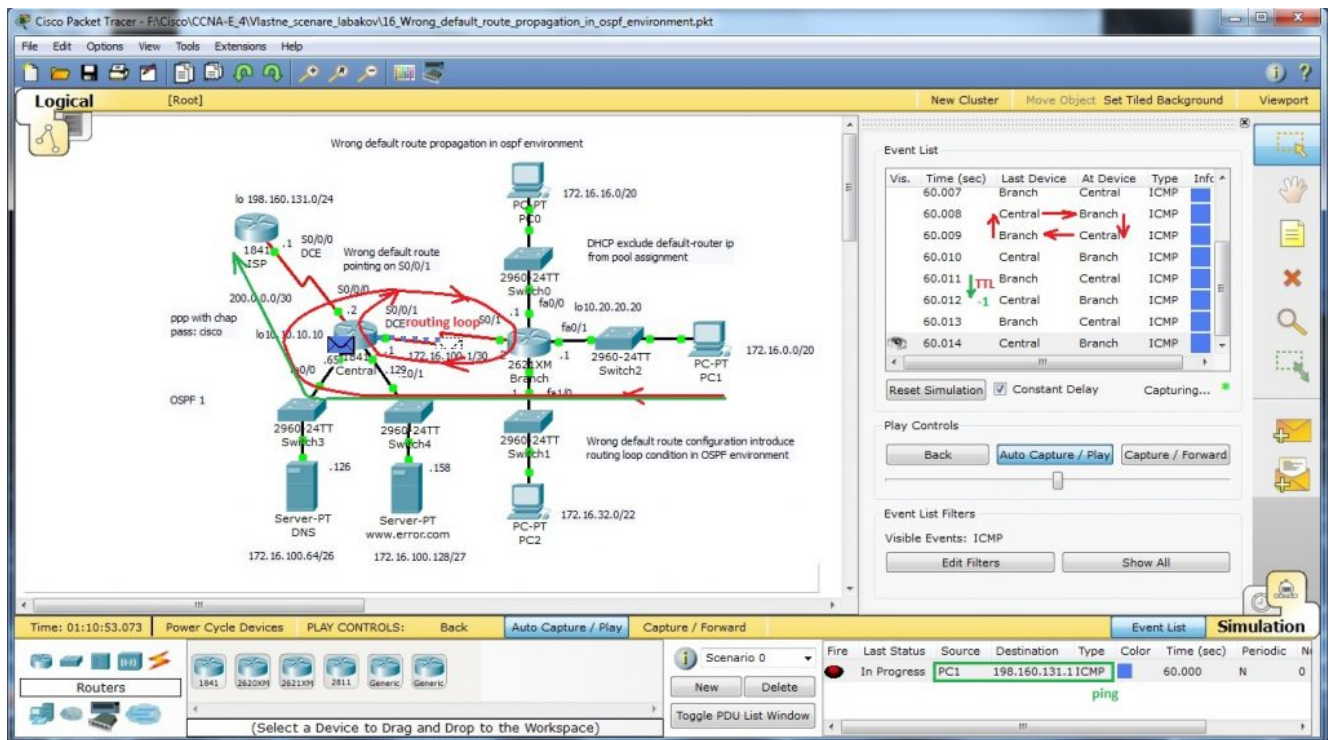 Cisco Packet Tracer - F:\Cisco\CCNA-E_4\Vlastne_scenare_labakov\16_Wrong_default_route_propagation_in_ospf_environment.pkt
File Edit Options View Tools Extensions Help
Logical [Root] New Cluster Move Object Set Tiled Background Viewport
Wrong default route propagation in ospf environment
lo 198.160.131.0/24
1841
ISP
.1 S0/0/0
DCE
Wrong default route
pointing on S0/0/1
PC-PT
PC0
172.16.16.0/20
2960-24TT
Switch0
DHCP exclude default-router ip
from pool assignment
200.0.0.0/30
S0/0/0
.2
ppp with chap
pass: cisco
lo10.10.10.10
S0/0/1
DCE
routing loop
S0/1
fa0/0
.1
lo10.20.20.20
fa0/1
.1
172.16.100.1/30
1841
Central
.1
.65
.129
2621XM
Branch
2960-24TT
Switch2
PC-PT
PC1
172.16.0.0/20
fa1/0
OSPF 1
2960-24TT
Switch3
2960-24TT
Switch4
2960-24TT
Switch1
Wrong default route configuration introduce
routing loop condition in OSPF environment
.126
.158
Server-PT
DNS
Server-PT
www.error.com
PC-PT
PC2
172.16.32.0/22
172.16.100.64/26
172.16.100.128/27
Event List
Vis. Time (sec) Last Device At Device Type Info
60.007 Branch Central ICMP
60.008 Central Branch ICMP
60.009 Branch Central ICMP
60.010 Central Branch ICMP
60.011 Branch Central ICMP
TTL
60.012 Central Branch ICMP
-1
60.013 Branch Central ICMP
60.014 Central Branch ICMP
Reset Simulation Constant Delay Capturing...
Play Controls
Back Auto Capture / Play Capture / Forward
Event List Filters
Visible Events: ICMP
Edit Filters Show All
Time: 01:10:53.073 Power Cycle Devices PLAY CONTROLS: Back Auto Capture / Play Capture / Forward Event List Simulation
Routers
1841 2620XM 2621XM 2811 Generic Generic
(Select a Device to Drag and Drop to the Workspace)
Scenario 0
New Delete
Toggle PDU List Window
Fire Last Status Source Destination Type Color Time (sec) Periodic
In Progress PC1 198.160.131.1 ICMP 60.000 N 0
ping